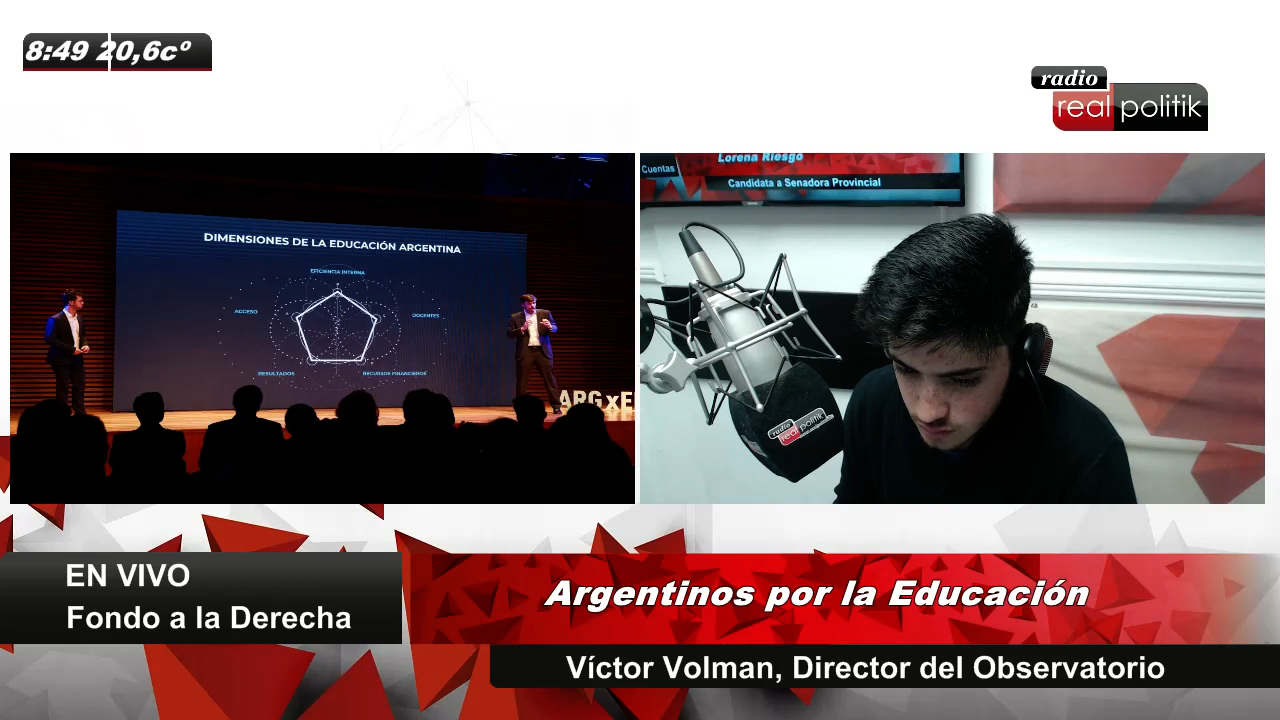 8:49 20,6cº
radio
real politik
DIMENSIONES DE LA EDUCACIÓN ARGENTINA
EFICIENCIA INTERNA
ACCESO
DOCENTES
RESULTADOS
RECURSOS FINANCIEROS
ARGxE
Cuentas
Lorena Riesgo
Candidata a Senadora Provincial
radio
real politik
EN VIVO
Fondo a la Derecha
Argentinos por la Educación
Víctor Volman, Director del Observatorio